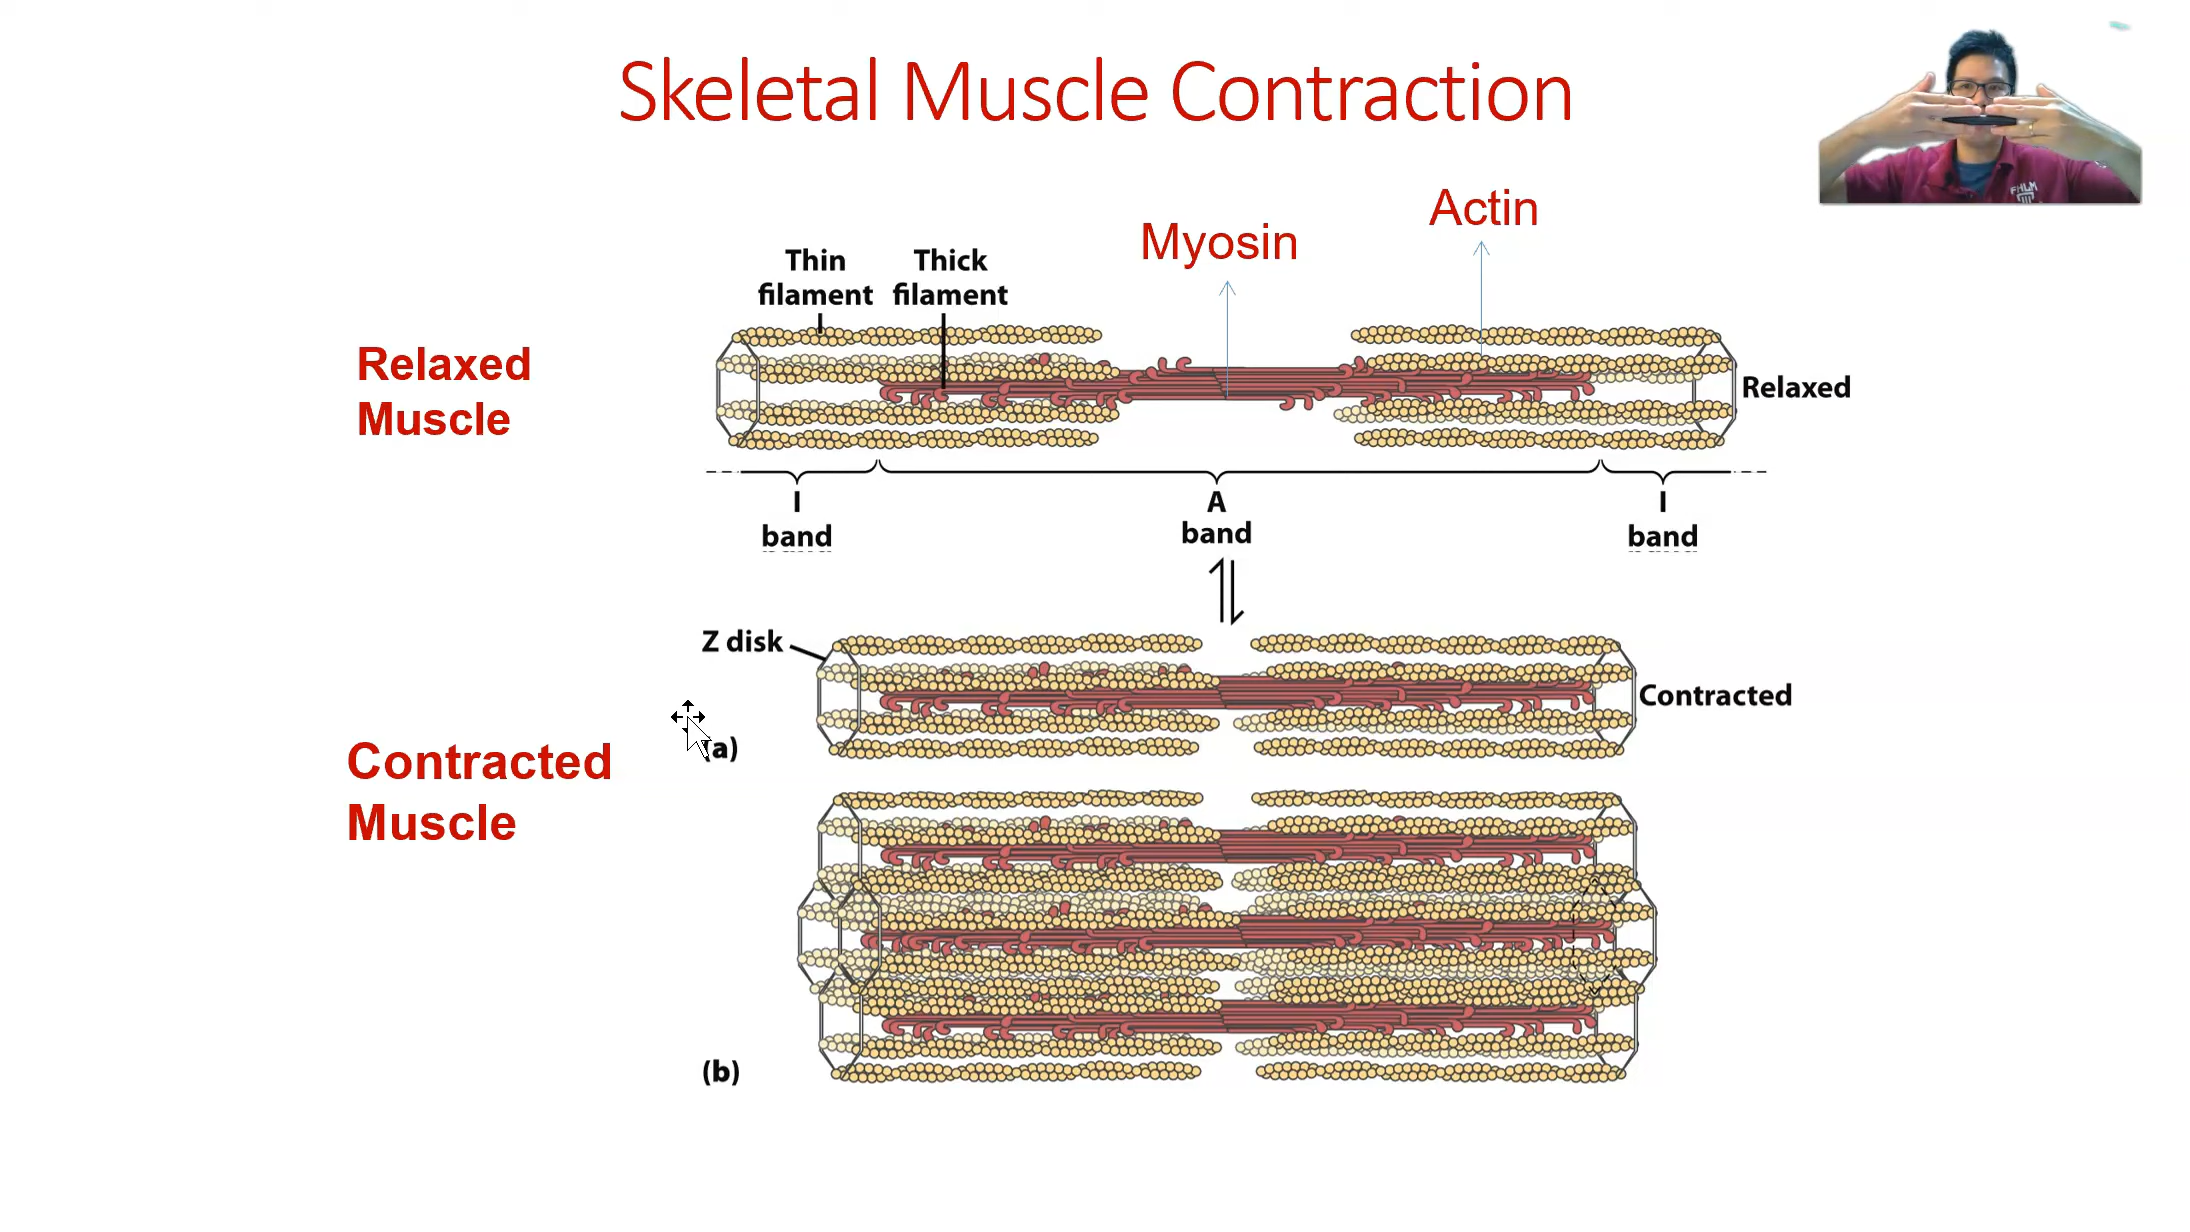 Skeletal Muscle Contraction
FHLM
Actin
Myosin
Thin
filament
Thick
filament
Relaxed
Muscle
Relaxed
I
band
A
band
I
band
Z disk
Contracted
(a)
Contracted
Muscle
(b)